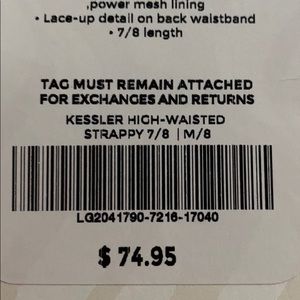 ,power mesh lining
• Lace-up detail on back waistband
• 7/8 length
TAG MUST REMAIN ATTACHED
FOR EXCHANGES AND RETURNS
KESSLER HIGH-WAISTED
STRAPPY 7/8 | M/8
LG2041790-7216-17040
$ 74.95